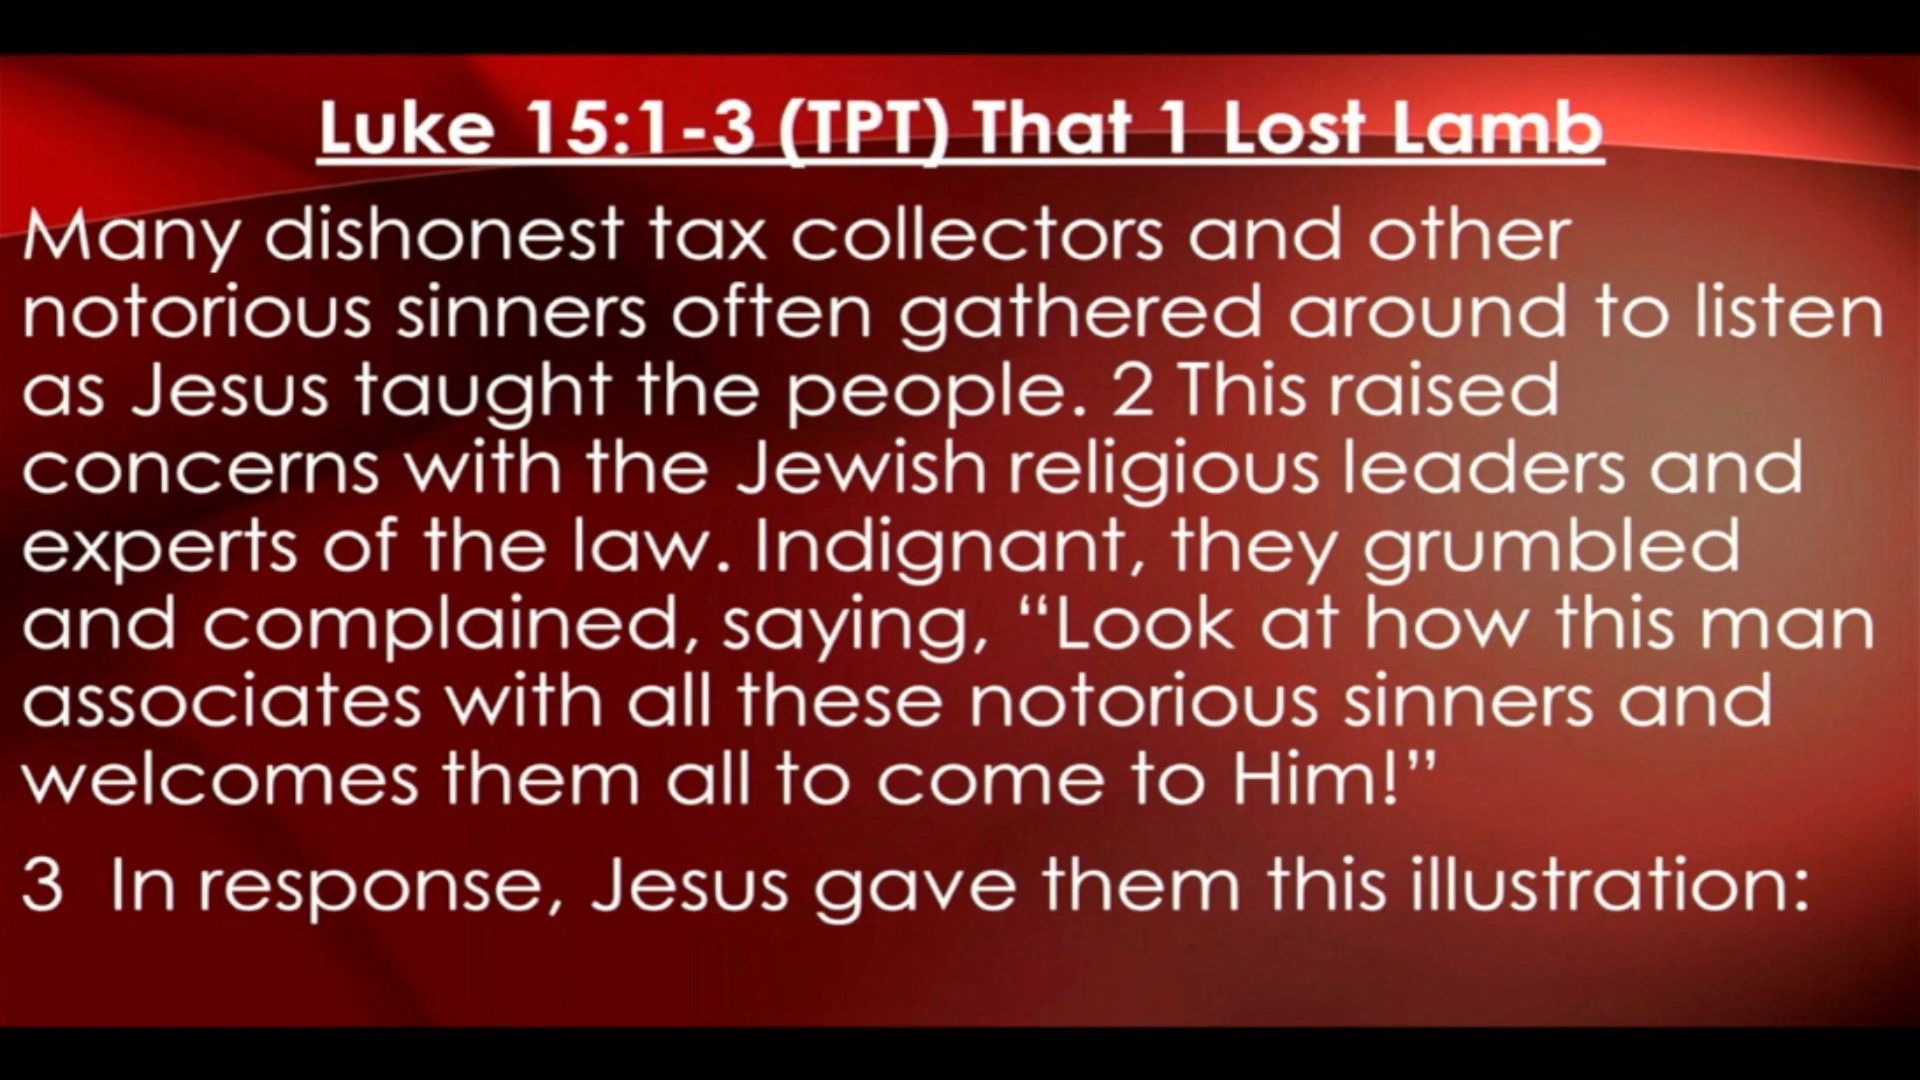 Luke 15:1-3 (TPT) That 1 Lost Lamb
Many dishonest tax collectors and other
notorious sinners often gathered around to listen
as Jesus taught the people. 2 This raised
concerns with the Jewish religious leaders and
experts of the law. Indignant, they grumbled
and complained, saying, “Look at how this man
associates with all these notorious sinners and
welcomes them all to come to Him!”
3  In response, Jesus gave them this illustration: